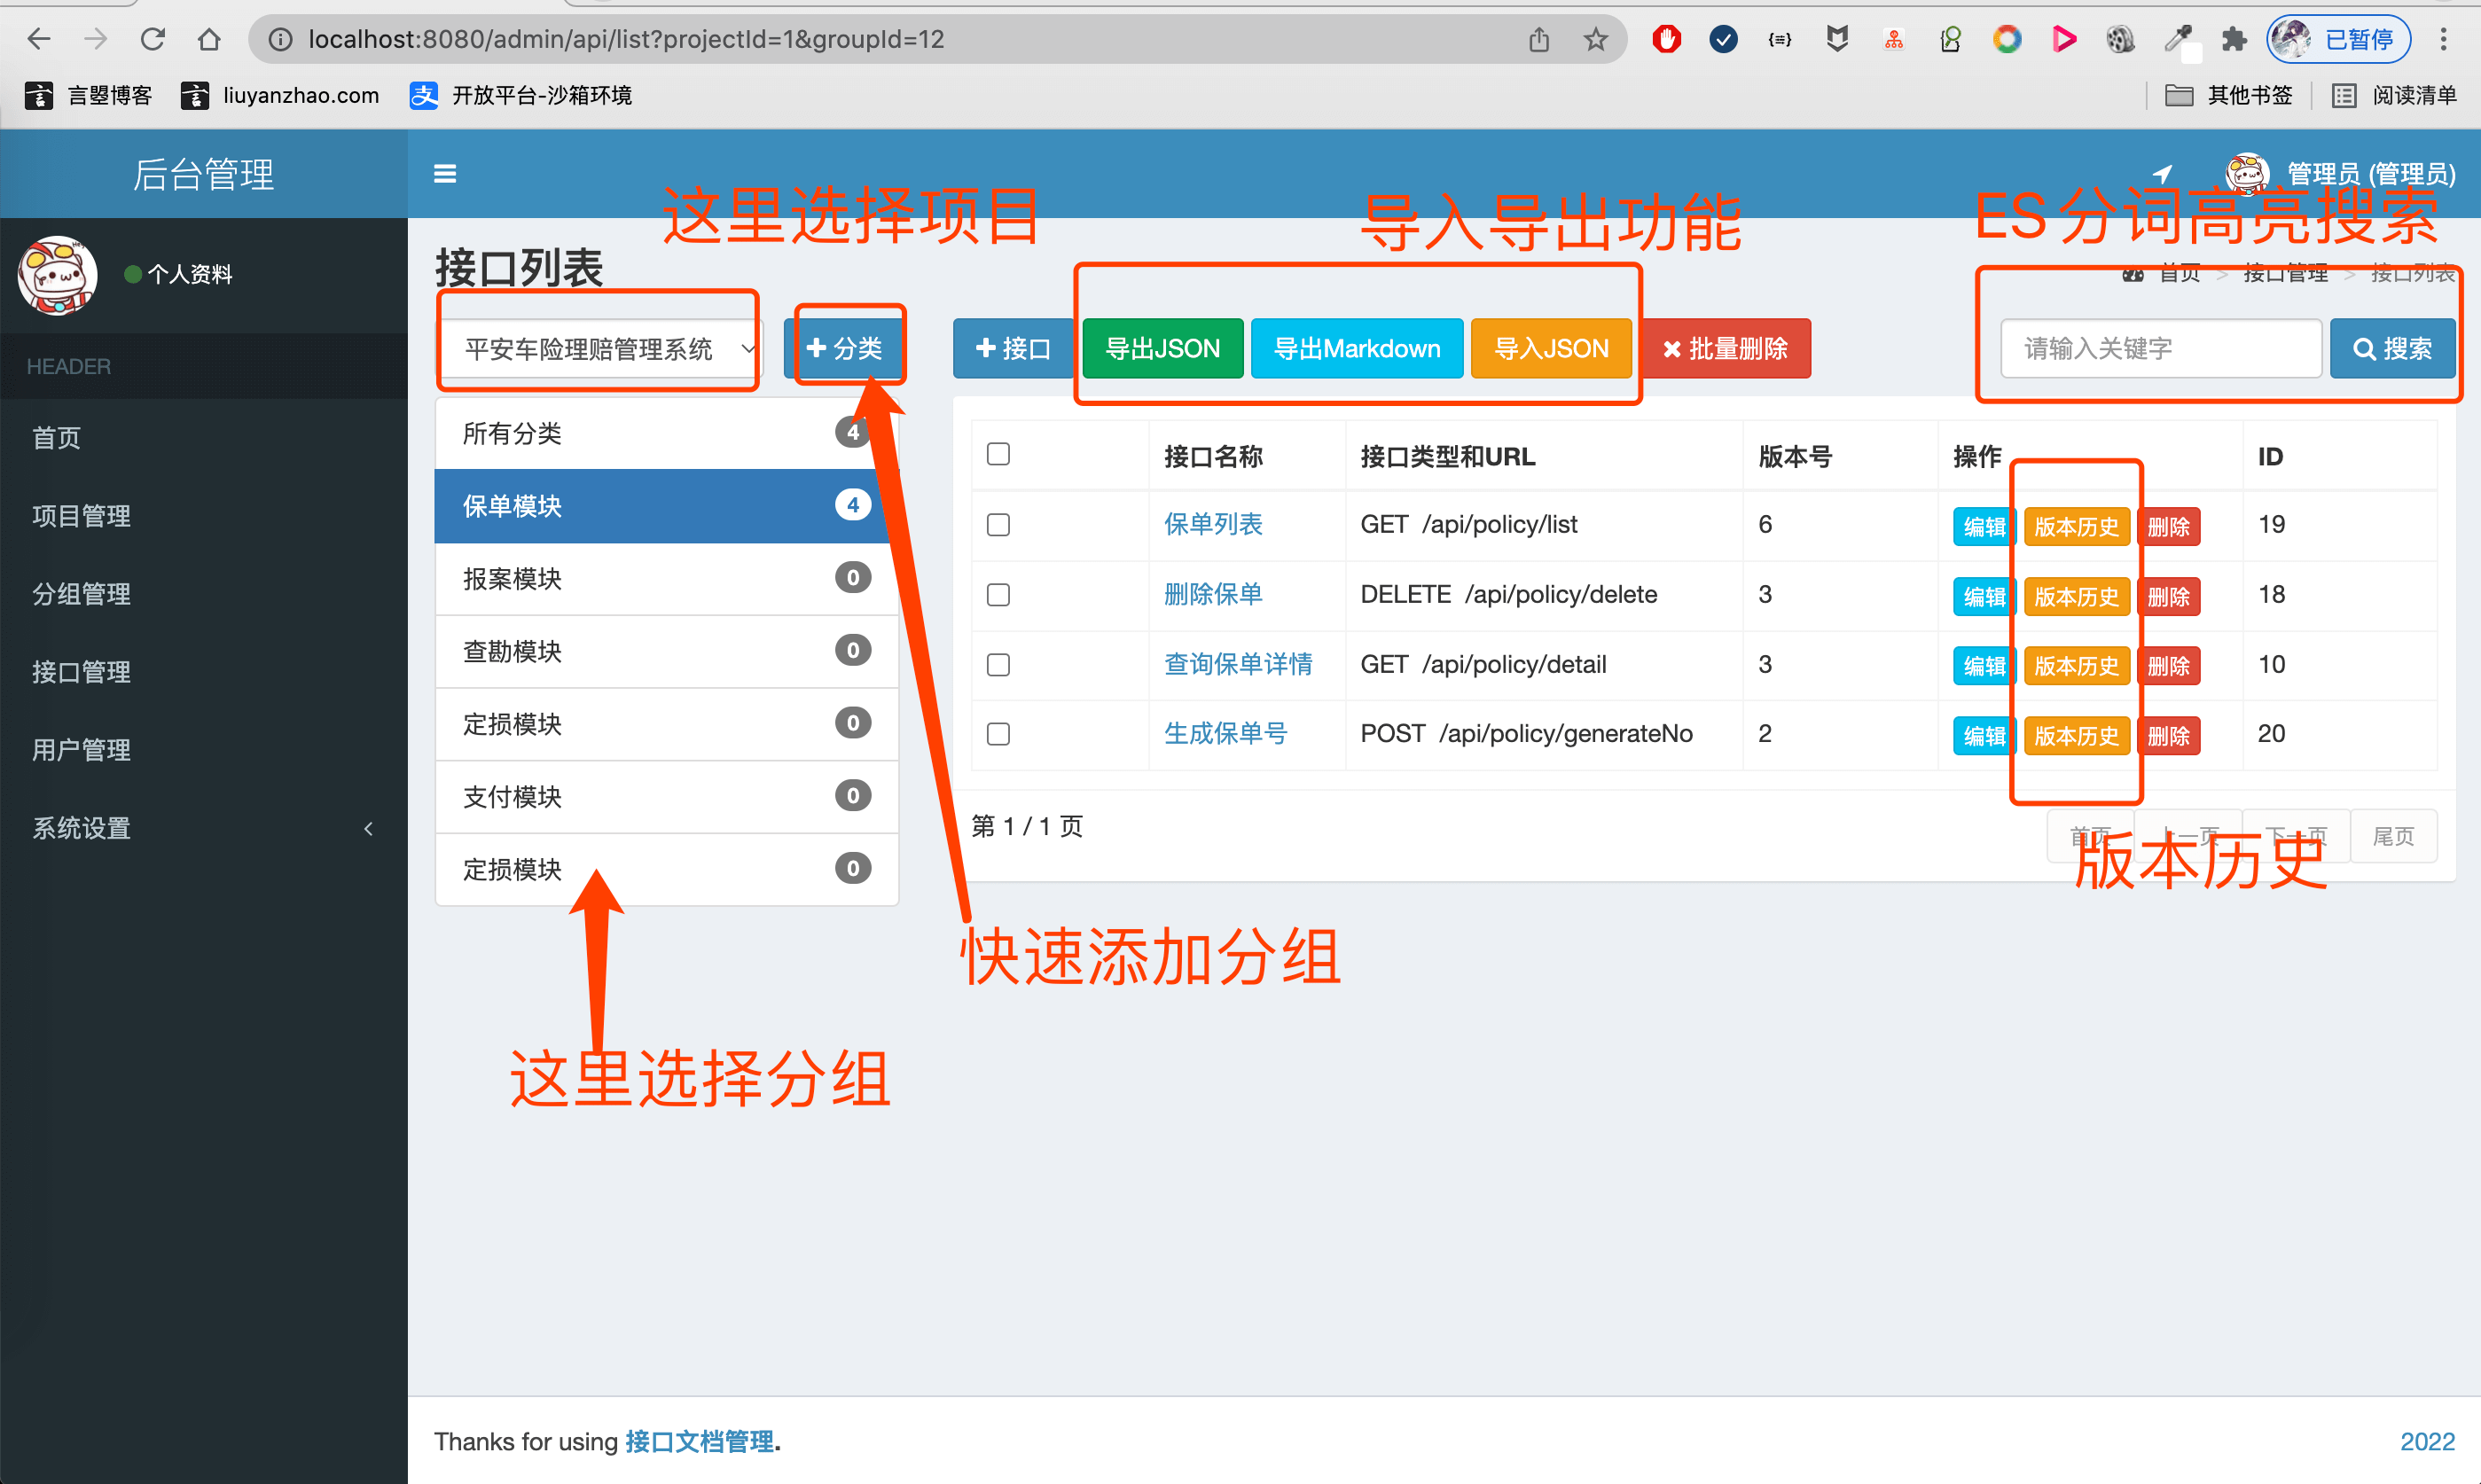 localhost:8080/admin/api/list?projectId=1&groupId=12
已暂停
言曌博客
liuyanzhao.com
开放平台-沙箱环境
其他书签
阅读清单
后台管理
管理员 (管理员)
这里选择项目
导入导出功能
ES分词高亮搜索
个人资料
接口列表
首页 > 接口管理 > 接口列表
HEADER
首页
项目管理
分组管理
接口管理
用户管理
系统设置
平安车险理赔管理系统
分类
接口
导出JSON
导出Markdown
导入JSON
批量删除
请输入关键字
搜索
所有分类 4
保单模块 4
报案模块 0
查勘模块 0
定损模块 0
支付模块 0
定损模块 0
接口名称 接口类型和URL 版本号 操作 ID
保单列表 GET /api/policy/list 6 编辑 版本历史 删除 19
删除保单 DELETE /api/policy/delete 3 编辑 版本历史 删除 18
查询保单详情 GET /api/policy/detail 3 编辑 版本历史 删除 10
生成保单号 POST /api/policy/generateNo 2 编辑 版本历史 删除 20
第 1 / 1 页
首页 上一页 下一页 尾页
版本历史
快速添加分组
这里选择分组
Thanks for using 接口文档管理.
2022